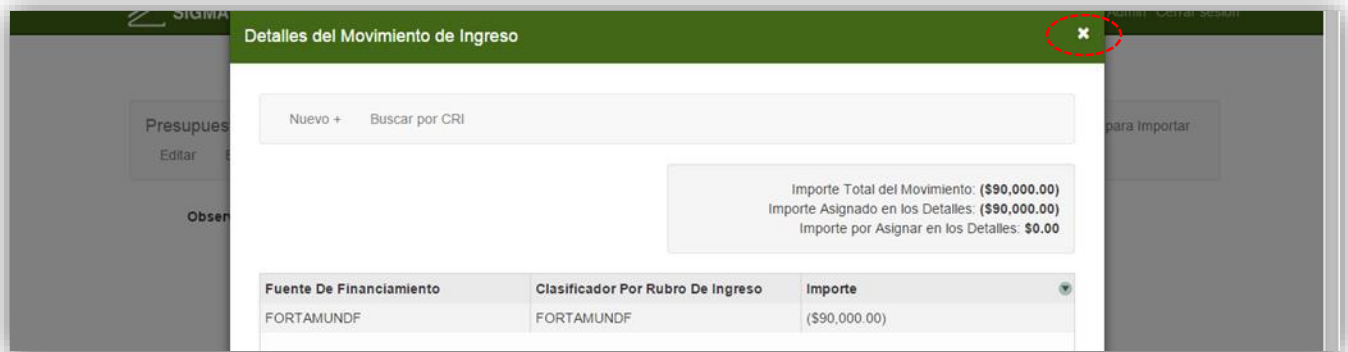 SIGMA
Admin Cerrar sesión
Detalles del Movimiento de Ingreso
Presupues
para Importar
Nuevo + Buscar por CRI
Editar
Importe Total del Movimiento: ($90,000.00)
Importe Asignado en los Detalles: ($90,000.00)
Obser
Importe por Asignar en los Detalles: $0.00
Fuente De Financiamiento Clasificador Por Rubro De Ingreso Importe
FORTAMUNDF FORTAMUNDF ($90,000.00)